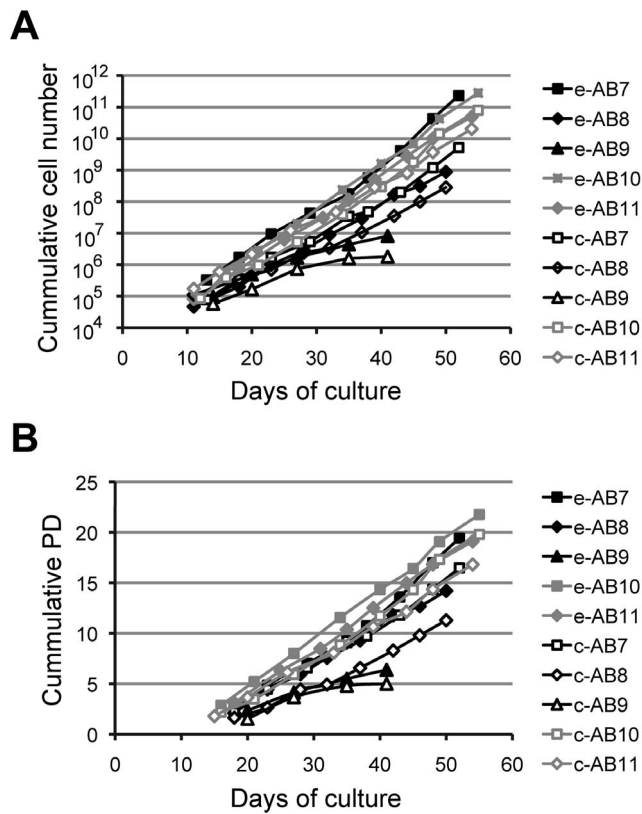 A
Cummulative cell number
10^12
10^11
10^10
10^9
10^8
10^7
10^6
10^5
10^4
0 10 20 30 40 50 60
Days of culture
e-AB7
e-AB8
e-AB9
e-AB10
e-AB11
c-AB7
c-AB8
c-AB9
c-AB10
c-AB11
B
Cummulative PD
25
20
15
10
5
0
0 10 20 30 40 50 60
Days of culture
e-AB7
e-AB8
e-AB9
e-AB10
e-AB11
c-AB7
c-AB8
c-AB9
c-AB10
c-AB11